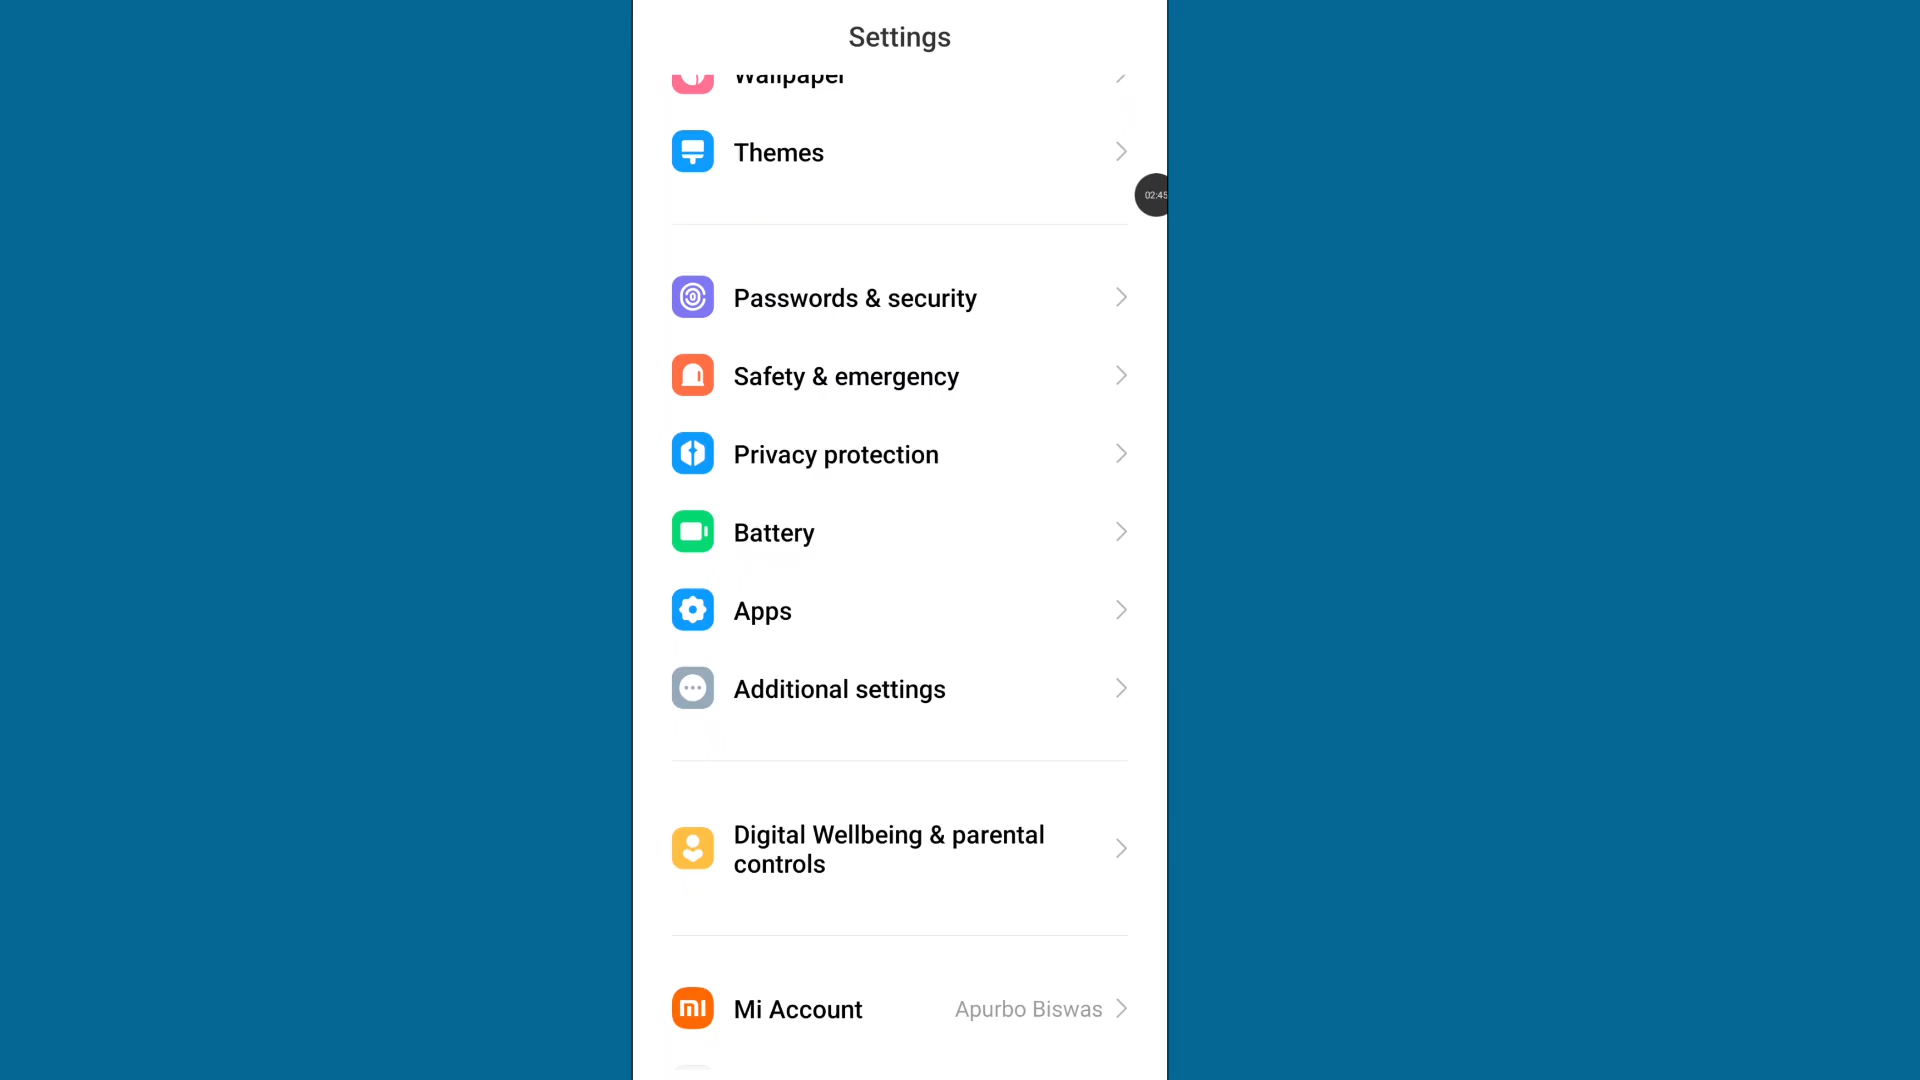 Settings
Wallpaper
Themes
02:45
Passwords & security
Safety & emergency
Privacy protection
Battery
Apps
Additional settings
Digital Wellbeing & parental
controls
Mi Account Apurbo Biswas